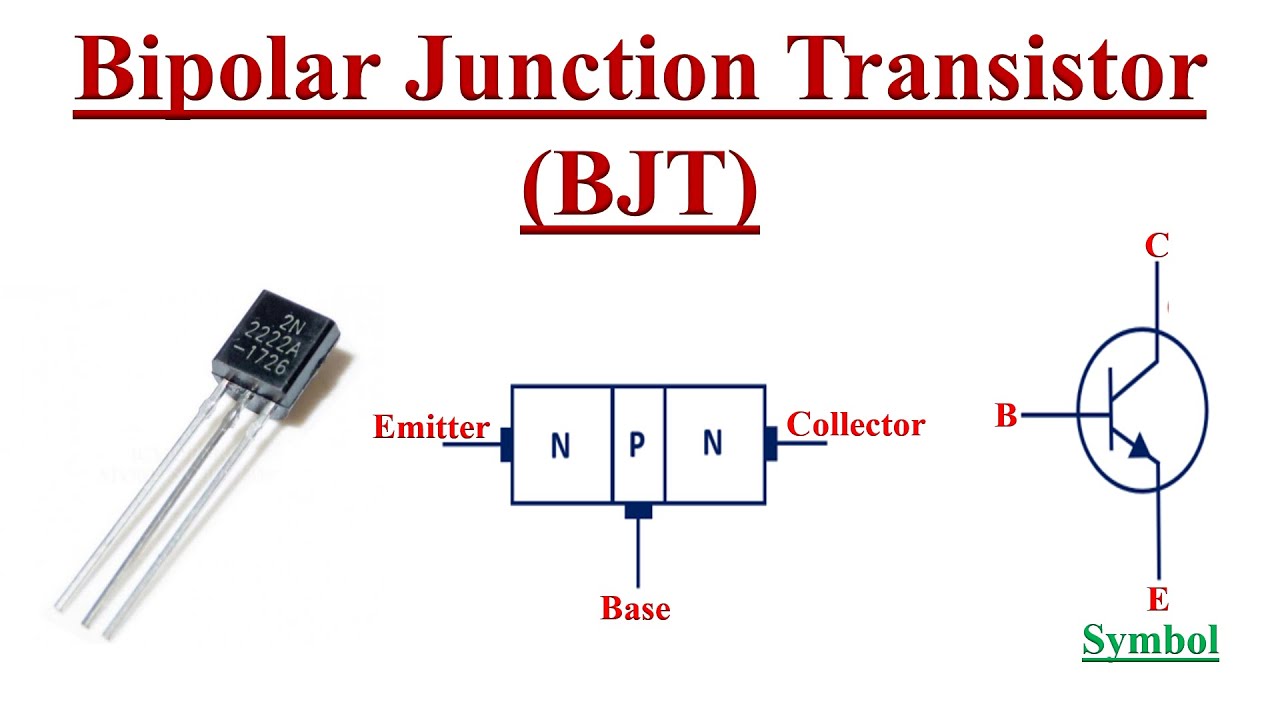 Bipolar Junction Transistor
(BJT)
2N
2222A
-1726
Emitter
N
P
N
Collector
Base
C
B
E
Symbol